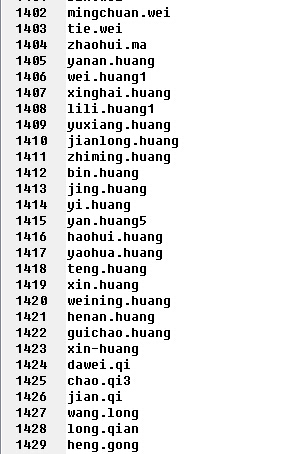 1402 mingchuan.wei
1403 tie.wei
1404 zhaohui.ma
1405 yanan.huang
1406 wei.huang1
1407 xinghai.huang
1408 lili.huang1
1409 yuxiang.huang
1410 jianlong.huang
1411 zhiming.huang
1412 bin.huang
1413 jing.huang
1414 yi.huang
1415 yan.huang5
1416 haohui.huang
1417 yaohua.huang
1418 teng.huang
1419 xin.huang
1420 weining.huang
1421 henan.huang
1422 guichao.huang
1423 xin-huang
1424 dawei.qi
1425 chao.qi3
1426 jian.qi
1427 wang.long
1428 long.qian
1429 heng.gong